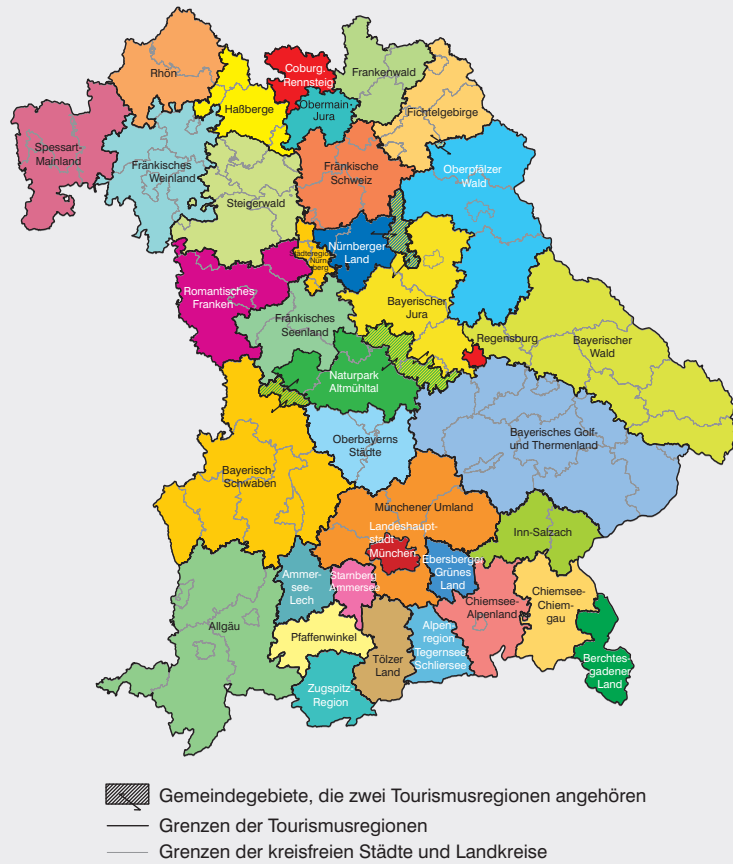 Rhön
Coburg.
Rennsteig
Frankenwald
Haßberge
Obermain-
Jura
Fichtelgebirge
Spessart-
Mainland
Fränkisches
Weinland
Steigerwald
Fränkische
Schweiz
Oberpfälzer
Wald
Städteregion
Nürn-
berg
Nürnberger
Land
Romantisches
Franken
Bayerischer
Jura
Fränkisches
Seenland
Regensburg
Bayerischer
Wald
Naturpark
Altmühltal
Oberbayerns
Städte
Bayerisches Golf-
und Thermenland
Bayerisch-
Schwaben
Münchener Umland
Landeshaupt-
stadt
München
Inn-Salzach
Ammer-
see-
Lech
Starnberg
Ammersee
Ebersberger
Grünes
Land
Chiemsee-
Alpenland
Chiemsee-
Chiem-
gau
Allgäu
Pfaffenwinkel
Tölzer
Land
Alpen-
region
Tegernsee
Schliersee
Berchtes-
gadener
Land
Zugspitz-
Region
Gemeindegebiete, die zwei Tourismusregionen angehören
Grenzen der Tourismusregionen
Grenzen der kreisfreien Städte und Landkreise